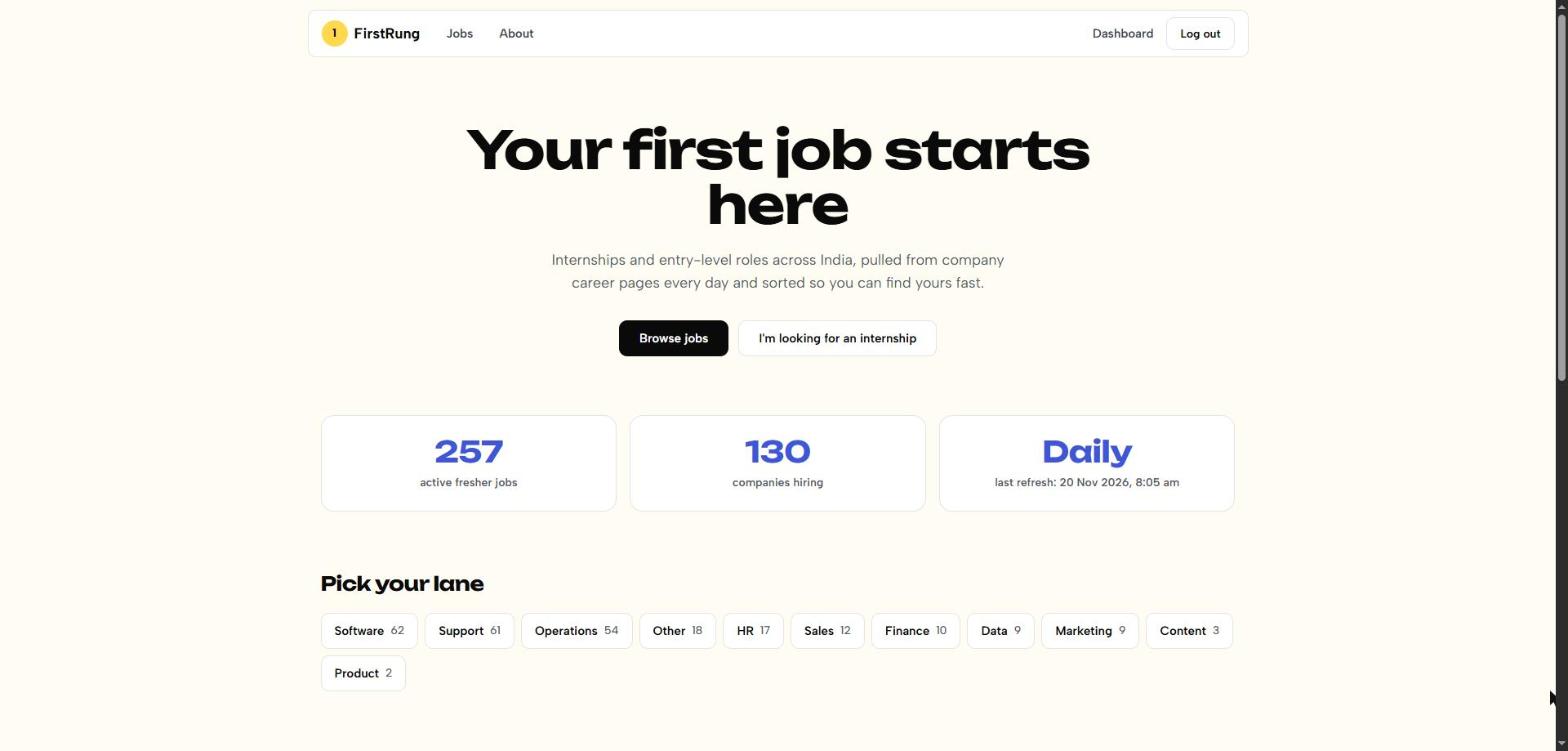 1 FirstRung Jobs About Dashboard Log out
Your first job starts
here
Internships and entry-level roles across India, pulled from company
career pages every day and sorted so you can find yours fast.
Browse jobs I'm looking for an internship
257 130 Daily
active fresher jobs companies hiring last refresh: 20 Nov 2026, 8:05 am
Pick your lane
Software 62 Support 61 Operations 54 Other 18 HR 17 Sales 12 Finance 10 Data 9 Marketing 9 Content 3
Product 2